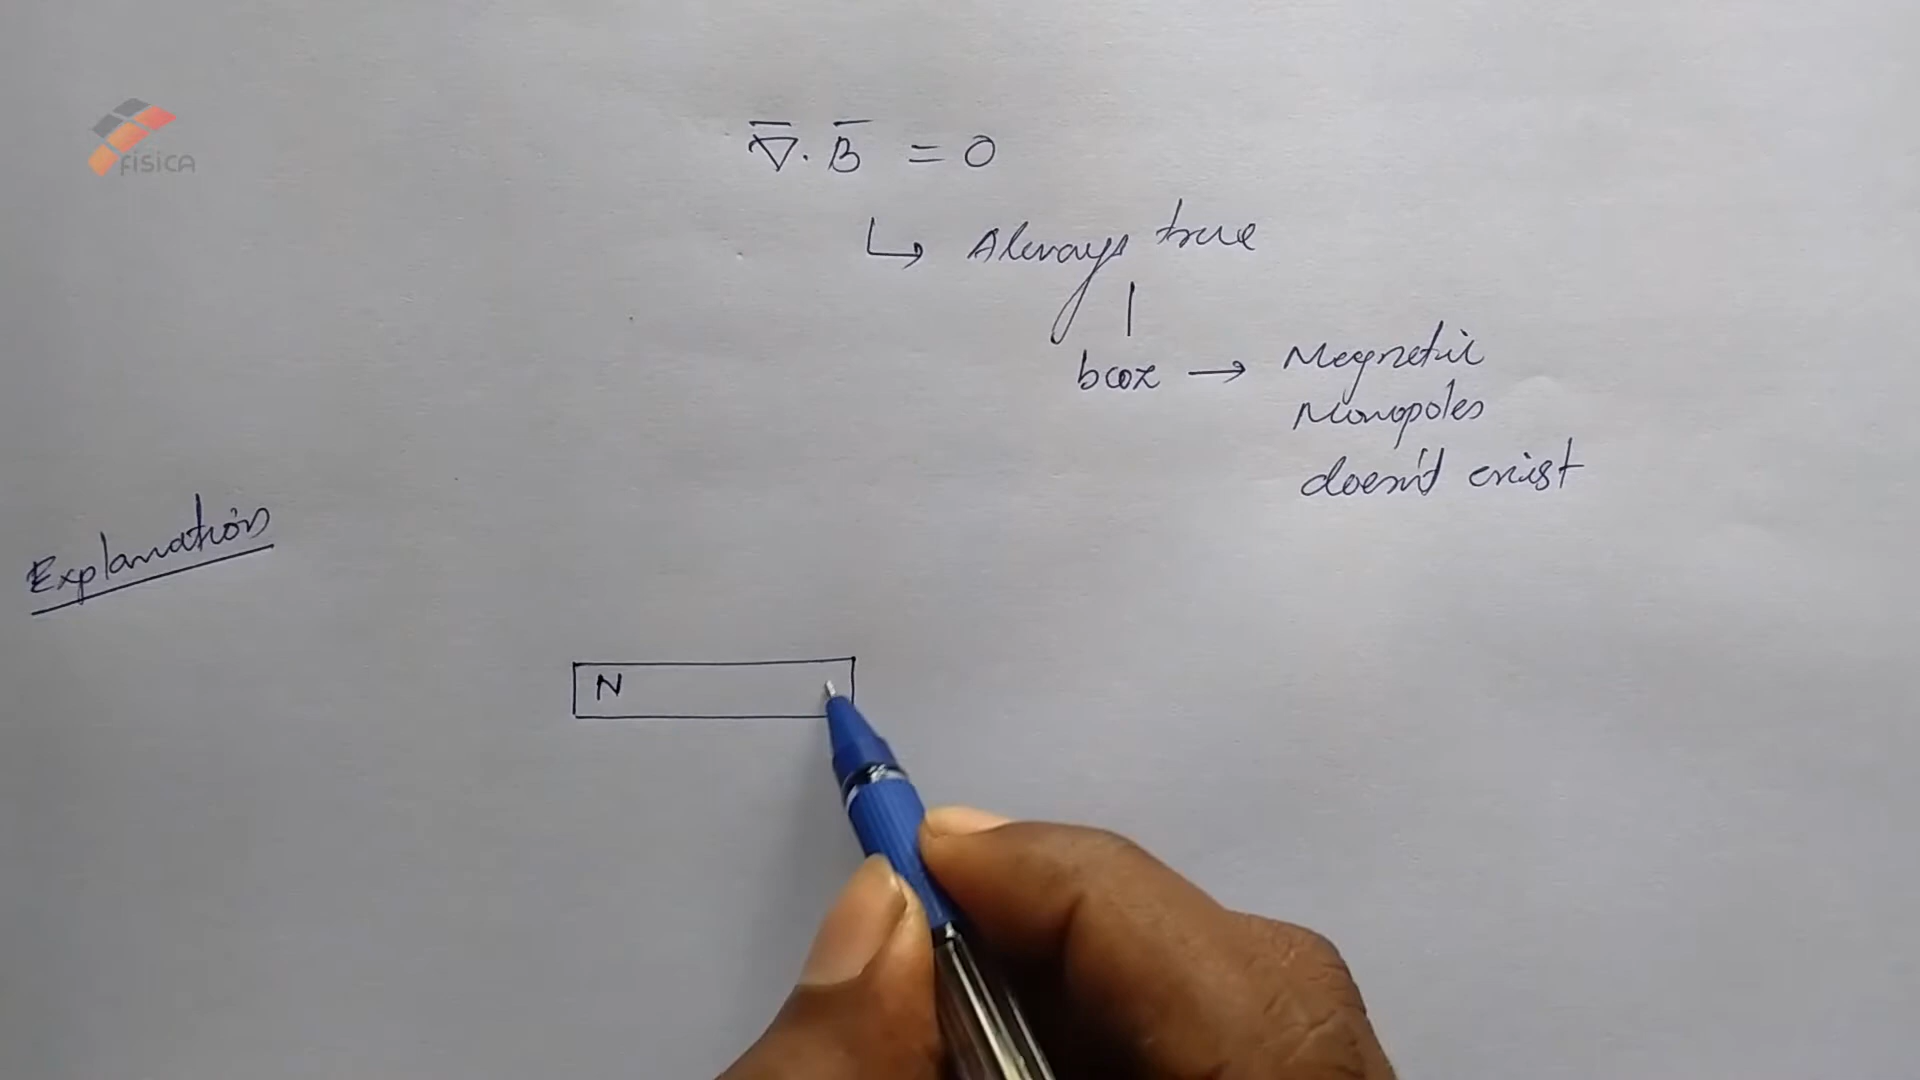 FISICA
∇̅. B̅ = 0
↳ Always true
|
bcoz → Magnetic
Monopoles
doesn't exist
Explanation
N